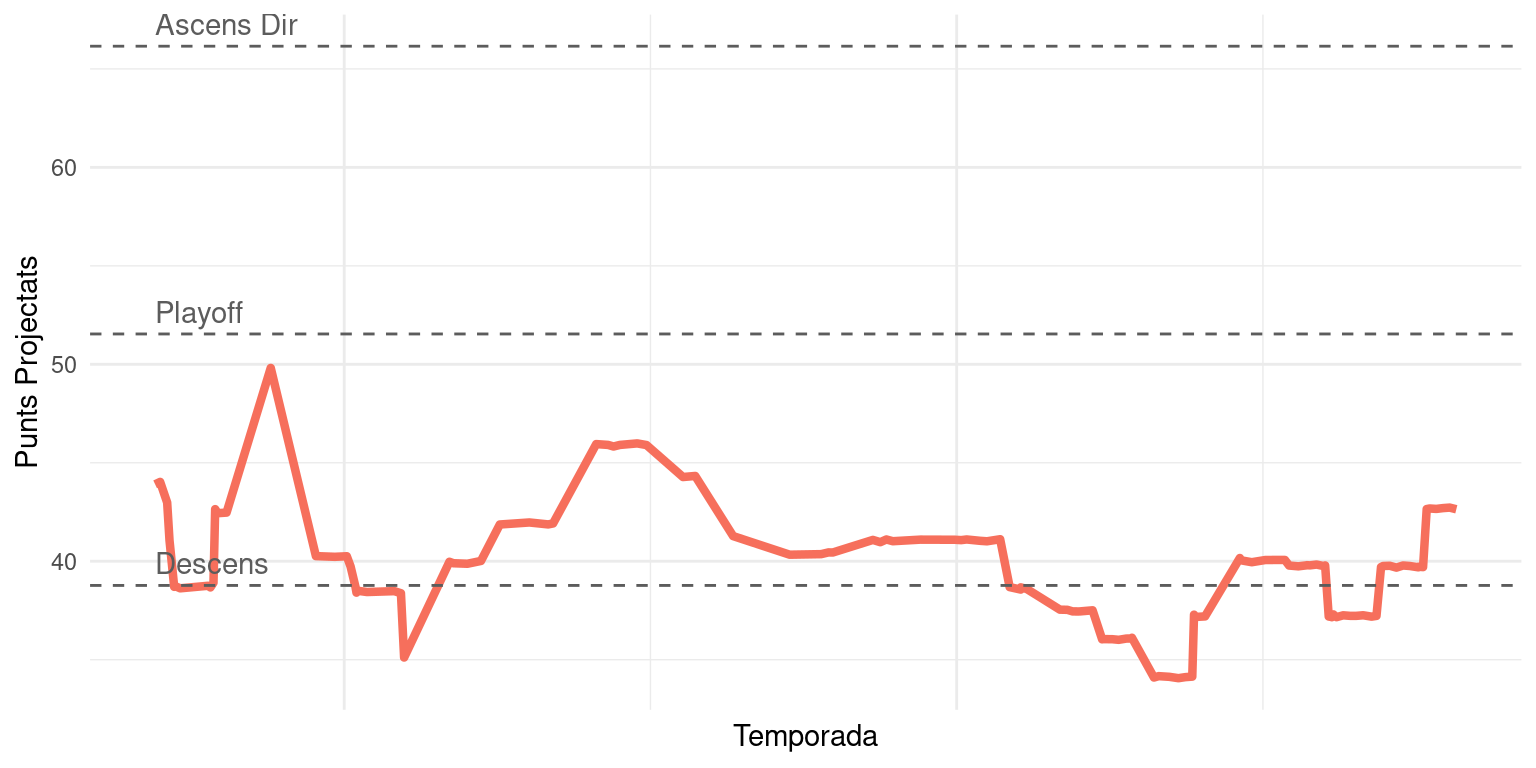 Ascens Dir
60
Playoff
50
Descens
40
Punts Projectats
Temporada